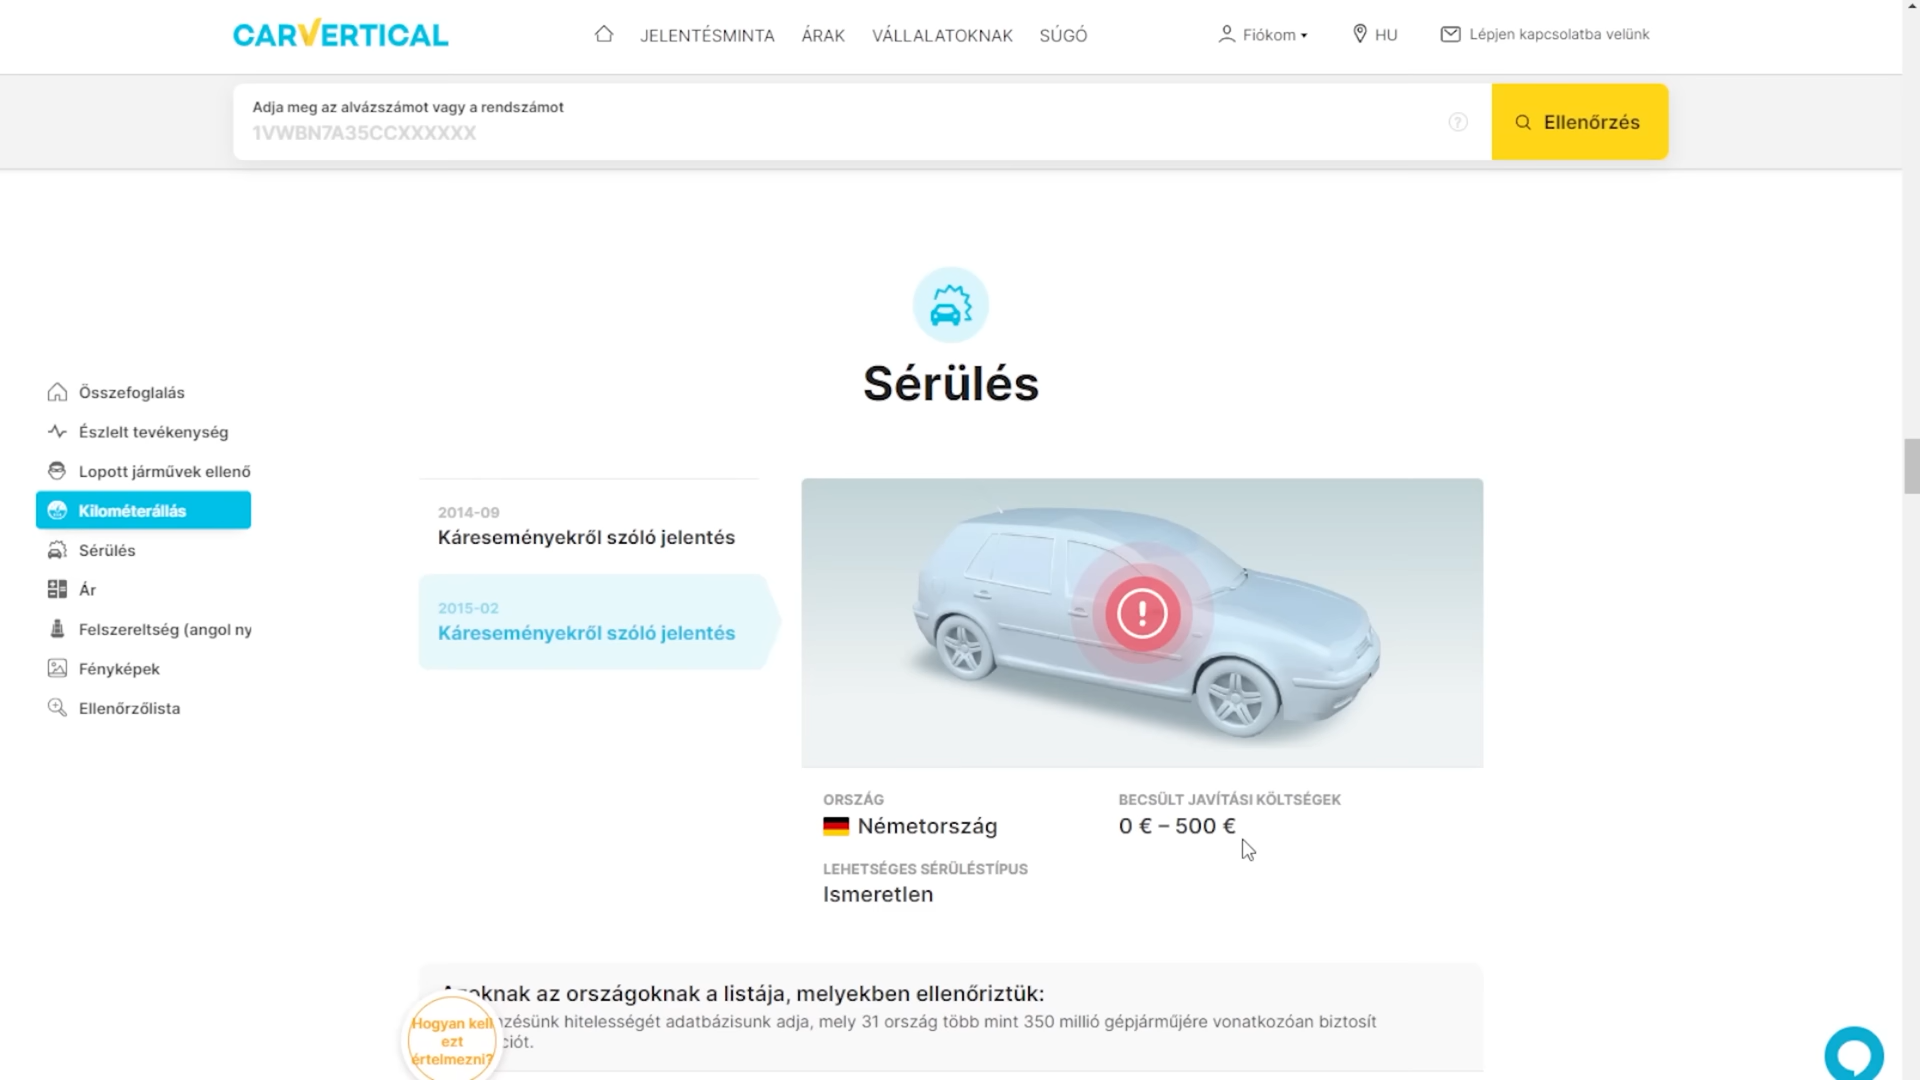 CARVERTICAL
JELENTÉSMINTA
ÁRAK
VÁLLALATOKNAK
SÚGÓ
Fiókom
HU
Lépjen kapcsolatba velünk
Adja meg az alvázszámot vagy a rendszámot
1VWBN7A35CCXXXXXX
Ellenőrzés
Sérülés
Összefoglalás
Észlelt tevékenység
Lopott járművek ellenő
Kilométerállás
Sérülés
Ár
Felszereltség (angol ny
Fényképek
Ellenőrzőlista
2014-09
Káreseményekről szóló jelentés
2015-02
Káreseményekről szóló jelentés
ORSZÁG
Németország
BECSÜLT JAVÍTÁSI KÖLTSÉGEK
0 € – 500 €
LEHETSÉGES SÉRÜLÉSTÍPUS
Ismeretlen
az országoknak a listája, melyekben ellenőriztük:
hitelességét adatbázisunk adja, mely 31 ország több mint 350 millió gépjárműjére vonatkozóan biztosít
Hogyan kell
ezt
értelmezni?